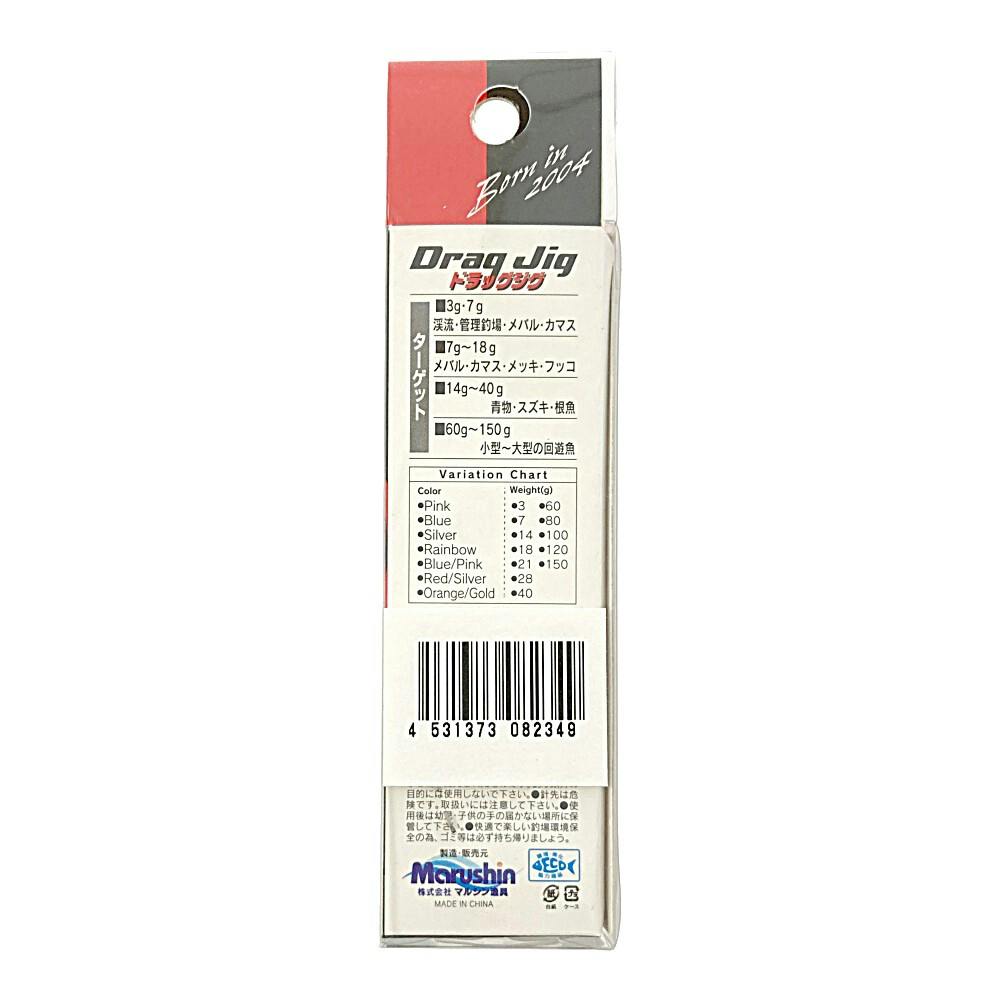 Born in
2004
Drag Jig
ドラッグジグ
ターゲット
■3g・7g
渓流・管理釣場・メバル・カマス
■7g～18g
メバル・カマス・メッキ・フッコ
■14g～40g
青物・スズキ・根魚
■60g～150g
小型～大型の回遊魚
Variation Chart
Color Weight(g)
●Pink ●3 ●60
●Blue ●7 ●80
●Silver ●14 ●100
●Rainbow ●18 ●120
●Blue/Pink ●21 ●150
●Red/Silver ●28
●Orange/Gold ●40
4 531373 082349
目的には使用しないで下さい。●針先は危
険です。取扱いには注意して下さい。●使
用後は幼児・子供の手の届かない場所に保
管して下さい。●快適で楽しい釣場環境保
全の為、ゴミ等は必ず持ち帰りましょう。
製造・販売元
Marushin
株式会社 マルシン漁具
MADE IN CHINA
ECO
紙
台紙
プラ
ケース